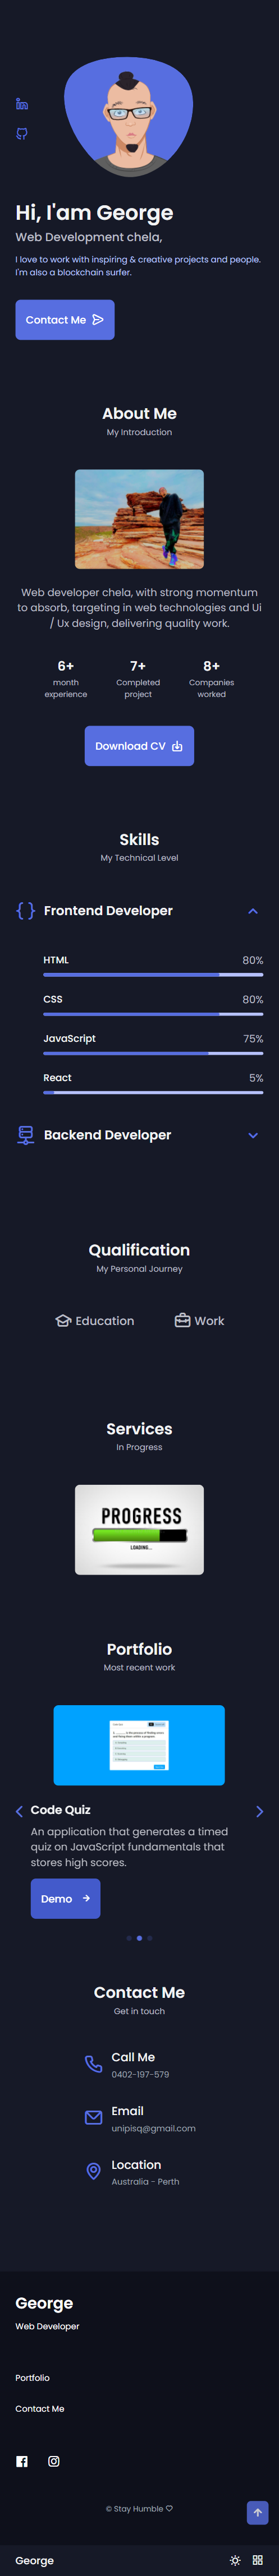 Hi, I'am George
Web Development chela,
I love to work with inspiring & creative projects and people.
I'm also a blockchain surfer.
Contact Me
About Me
My Introduction
Web developer chela, with strong momentum
to absorb, targeting in web technologies and Ui
/ Ux design, delivering quality work.
6+
month
experience
7+
Completed
project
8+
Companies
worked
Download CV
Skills
My Technical Level
Frontend Developer
HTML 80%
CSS 80%
JavaScript 75%
React 5%
Backend Developer
Qualification
My Personal Journey
Education
Work
Services
In Progress
PROGRESS
LOADING...
Portfolio
Most recent work
Code Quiz
An application that generates a timed
quiz on JavaScript fundamentals that
stores high scores.
Demo
Contact Me
Get in touch
Call Me
0402-197-579
Email
unipisq@gmail.com
Location
Australia - Perth
George
Web Developer
Portfolio
Contact Me
© Stay Humble
George